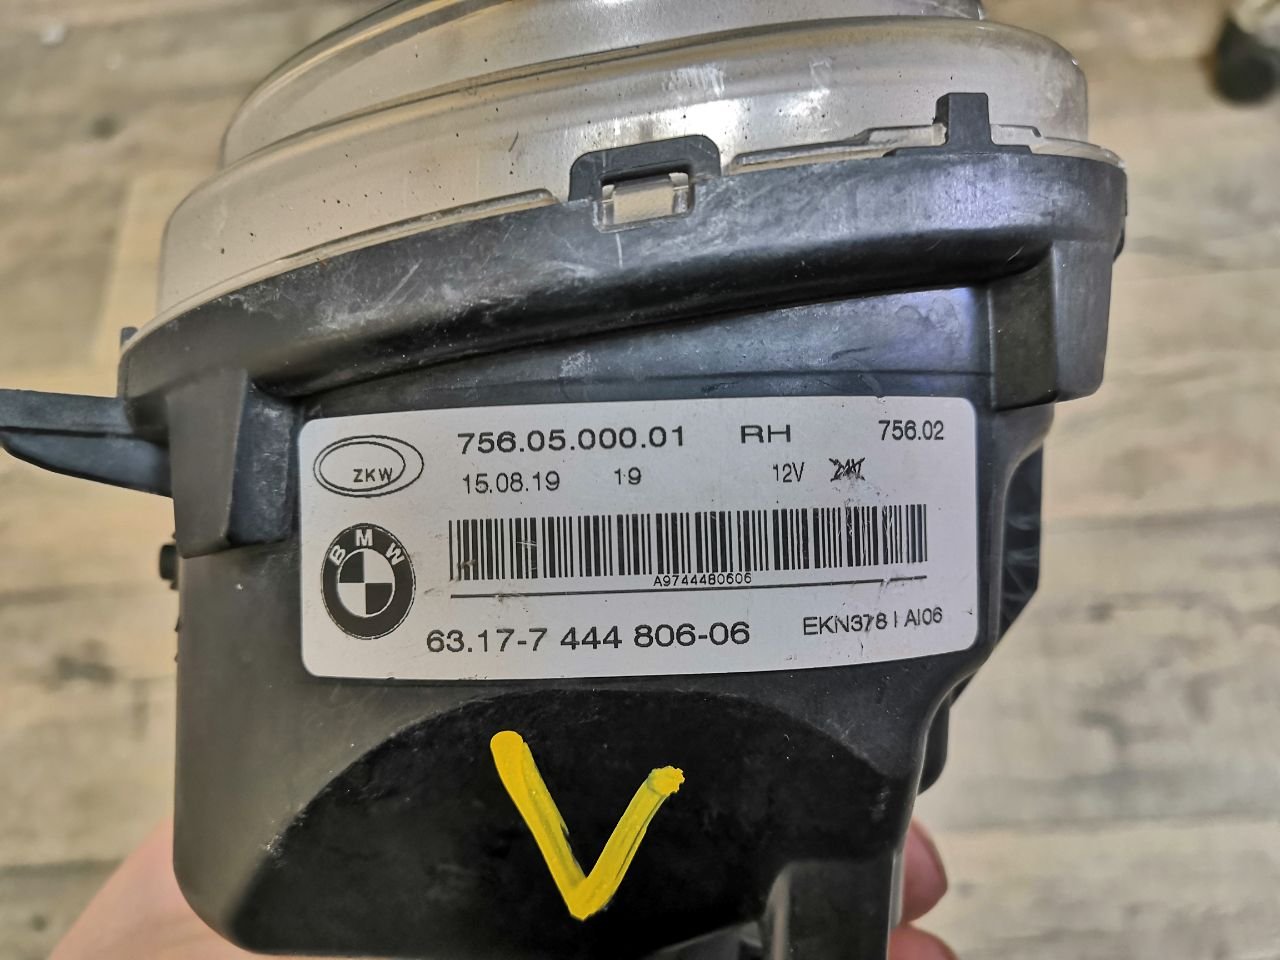 756.05.000.01 RH 756.02
ZKW
15.08.19 19 12V
BMW
A9744480606
63.17-7 444 806-06 EKN378 I AI06
V